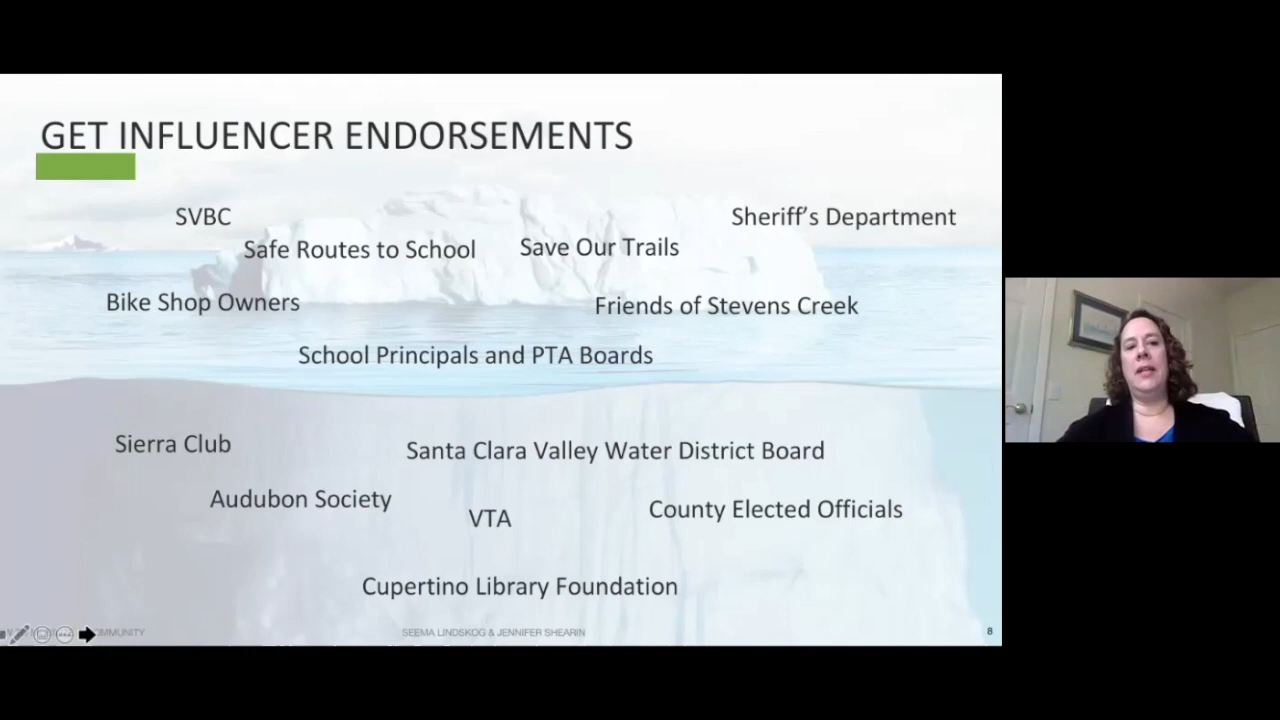 GET INFLUENCER ENDORSEMENTS
SVBC
Sheriff's Department
Safe Routes to School
Save Our Trails
Bike Shop Owners
Friends of Stevens Creek
School Principals and PTA Boards
Sierra Club
Santa Clara Valley Water District Board
Audubon Society
County Elected Officials
VTA
Cupertino Library Foundation
SEEMA LINDSKOG & JENNIFER SHEARIN
8